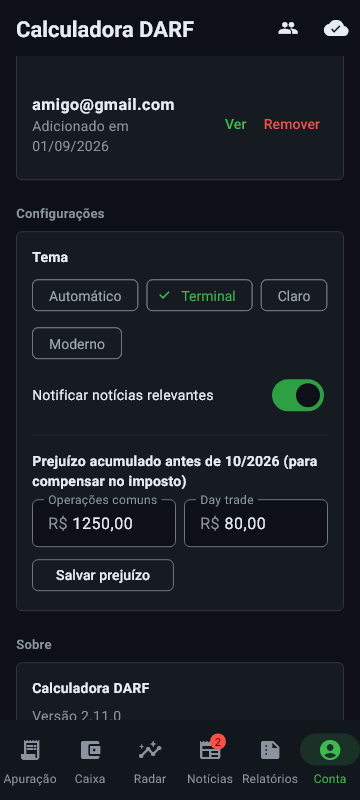 Calculadora DARF
amigo@gmail.com
Adicionado em
01/09/2026
Ver
Remover
Configurações
Tema
Automático
Terminal
Claro
Moderno
Notificar notícias relevantes
Prejuízo acumulado antes de 10/2026 (para
compensar no imposto)
Operações comuns
R$ 1250,00
Day trade
R$ 80,00
Salvar prejuízo
Sobre
Calculadora DARF
Versão 2.11.0
2
Apuração
Caixa
Radar
Notícias
Relatórios
Conta